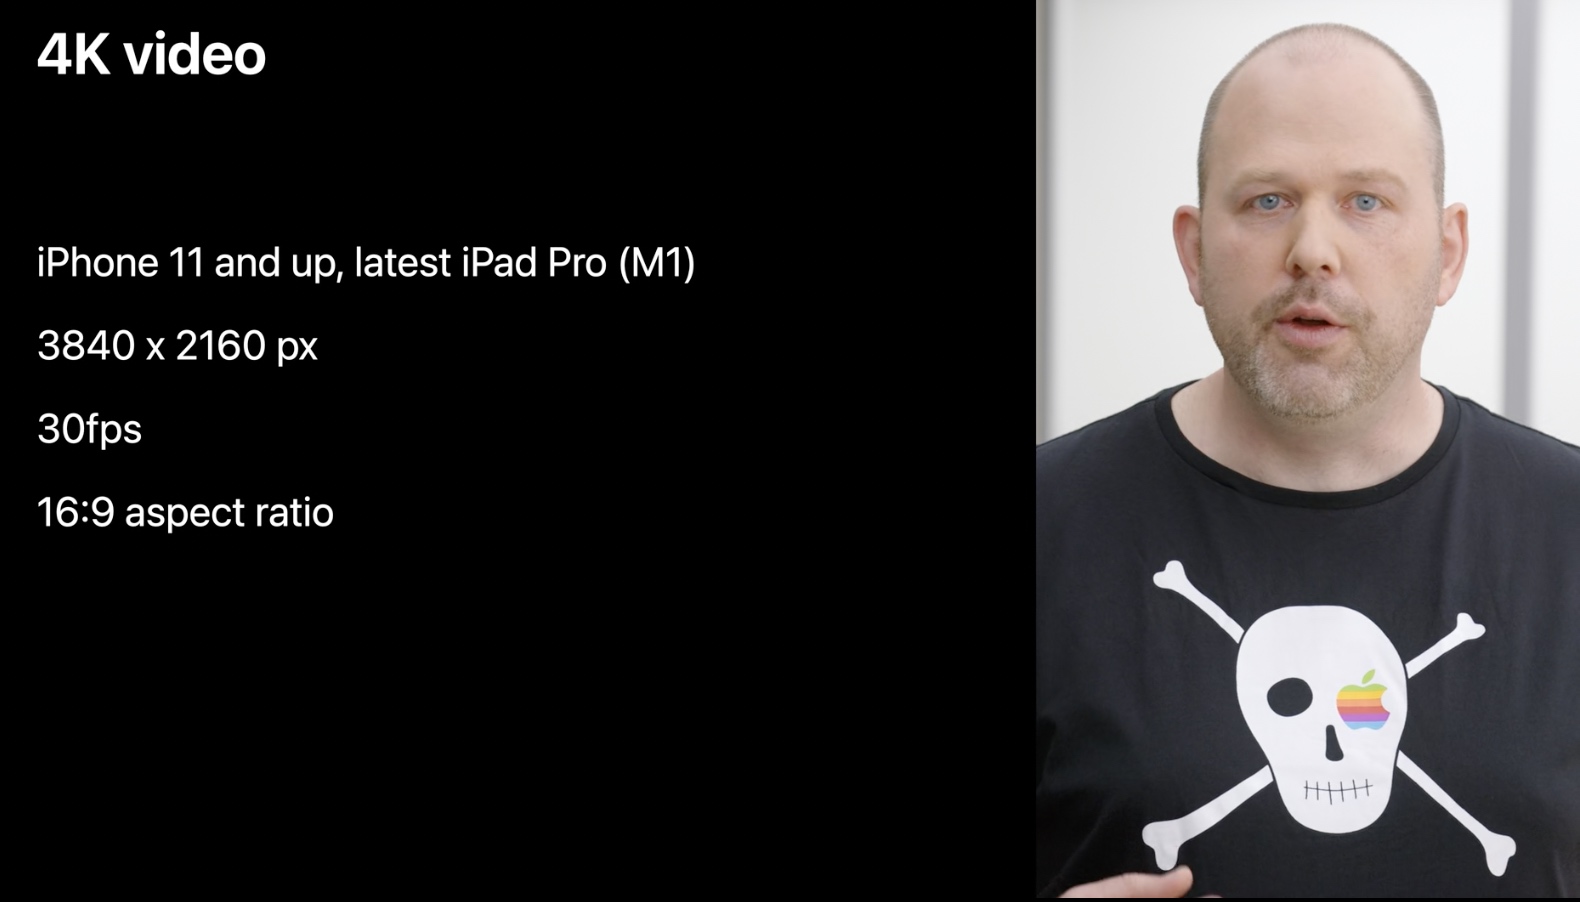 4K video
iPhone 11 and up, latest iPad Pro (M1)
3840 x 2160 px
30fps
16:9 aspect ratio